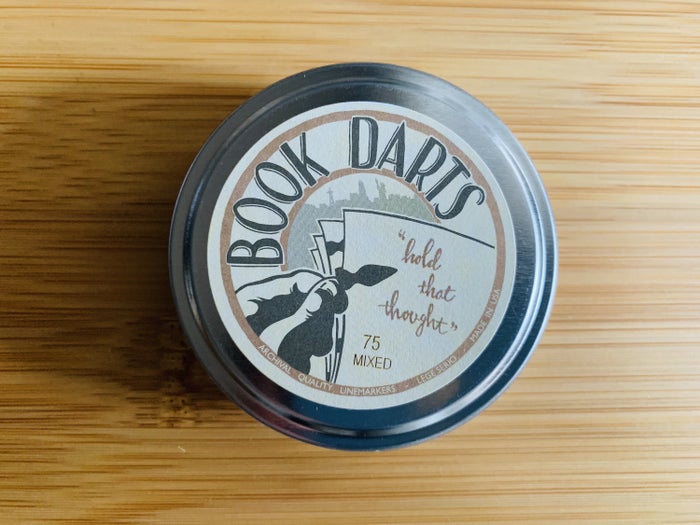 BOOK DARTS
"hold
that
thought"
75
MIXED
ARCHIVAL QUALITY LINEMARKERS - LEGE SERIO - MADE IN USA